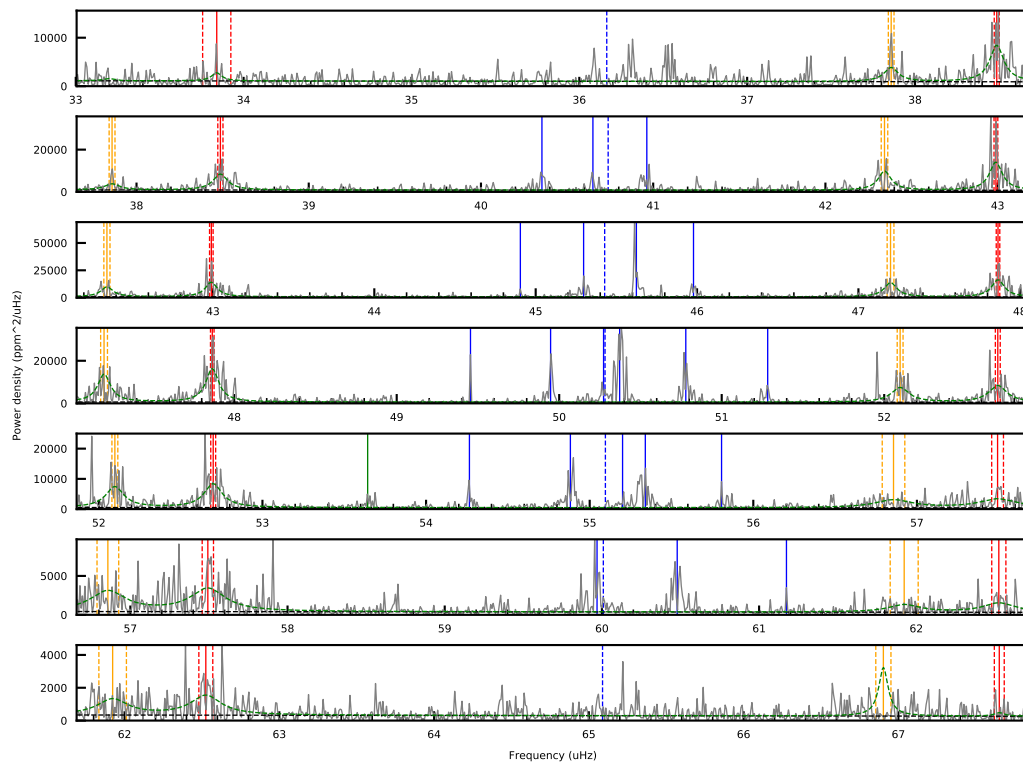 10000
0
33 34 35 36 37 38
20000
0
38 39 40 41 42 43
50000
25000
0
43 44 45 46 47 48
20000
0
48 49 50 51 52
20000
10000
0
52 53 54 55 56 57
5000
0
57 58 59 60 61 62
4000
2000
0
62 63 64 65 66 67
Power density (ppm^2/uHz)
Frequency (uHz)